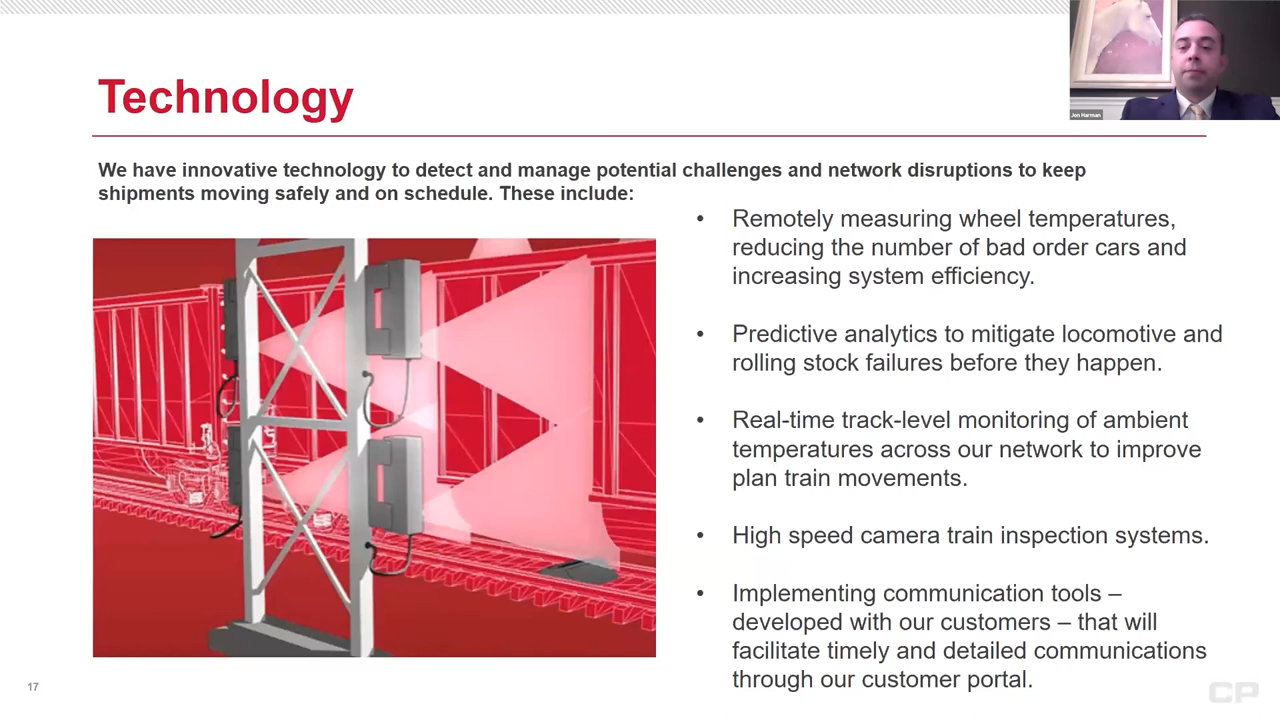 Technology
Jon Harman
We have innovative technology to detect and manage potential challenges and network disruptions to keep
shipments moving safely and on schedule. These include:
• Remotely measuring wheel temperatures,
reducing the number of bad order cars and
increasing system efficiency.
• Predictive analytics to mitigate locomotive and
rolling stock failures before they happen.
• Real-time track-level monitoring of ambient
temperatures across our network to improve
plan train movements.
• High speed camera train inspection systems.
• Implementing communication tools –
developed with our customers – that will
facilitate timely and detailed communications
through our customer portal.
17
CP